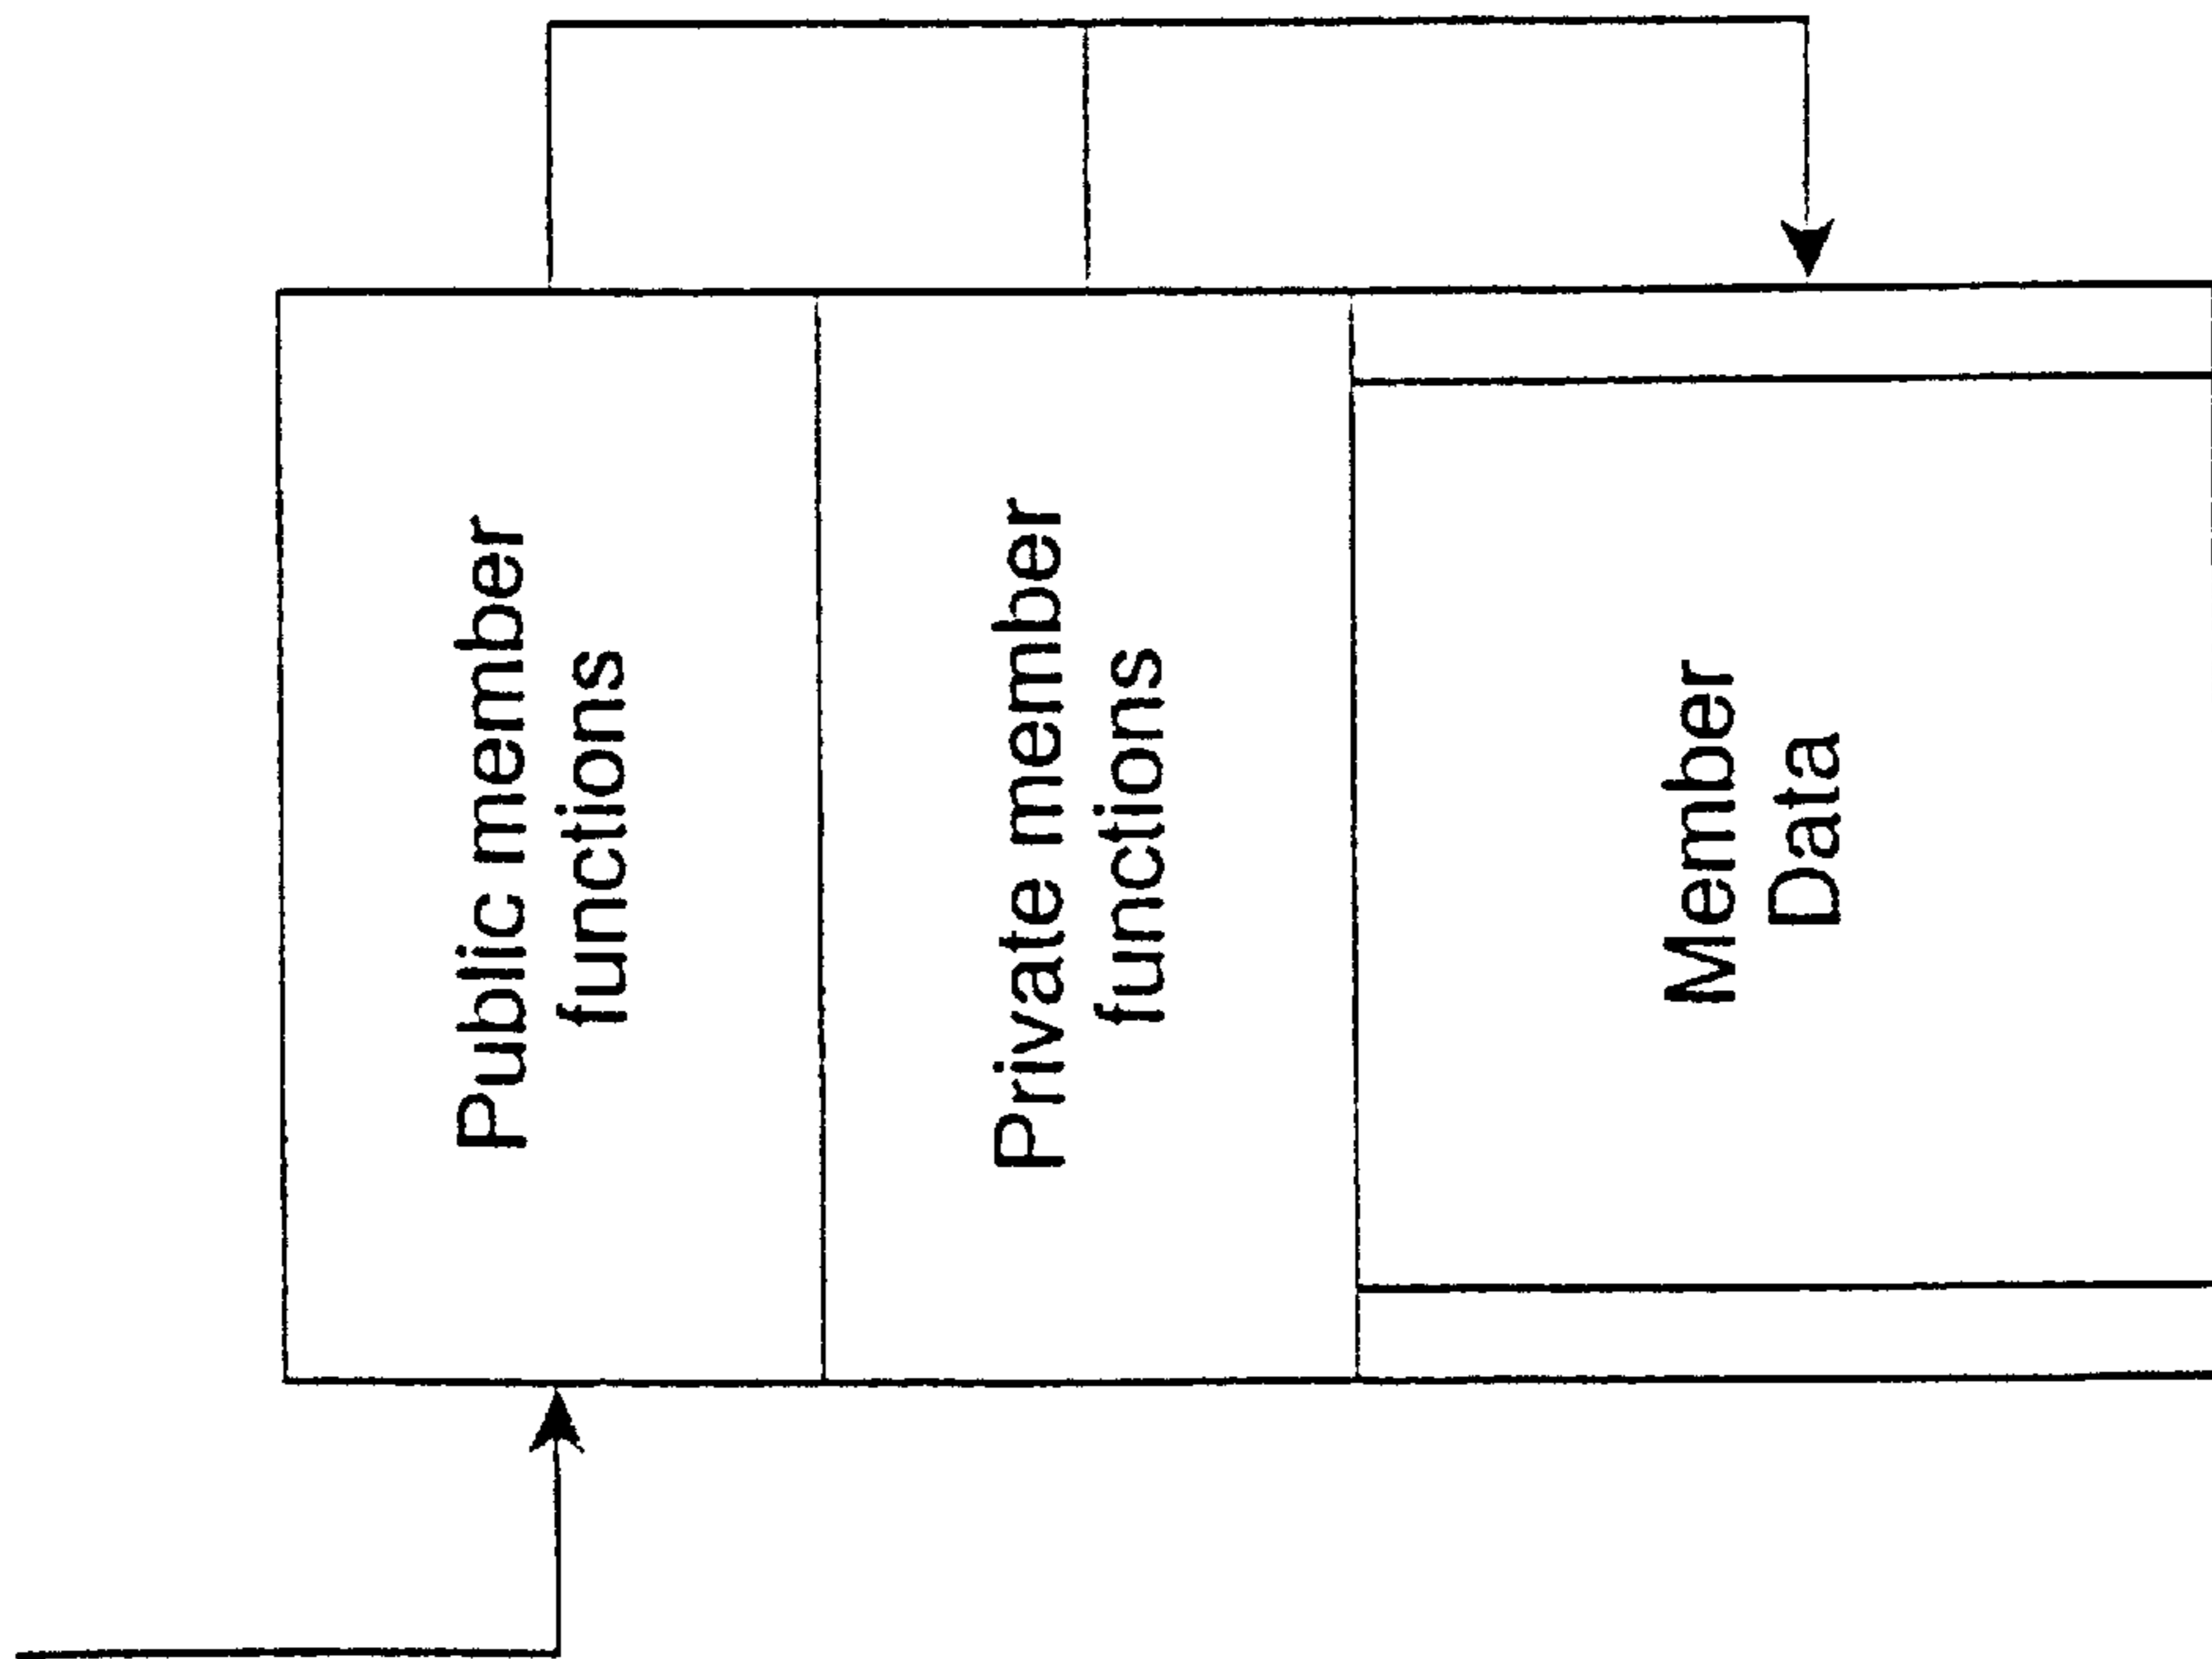 Public member
functions
Private member
functions
Member
Data